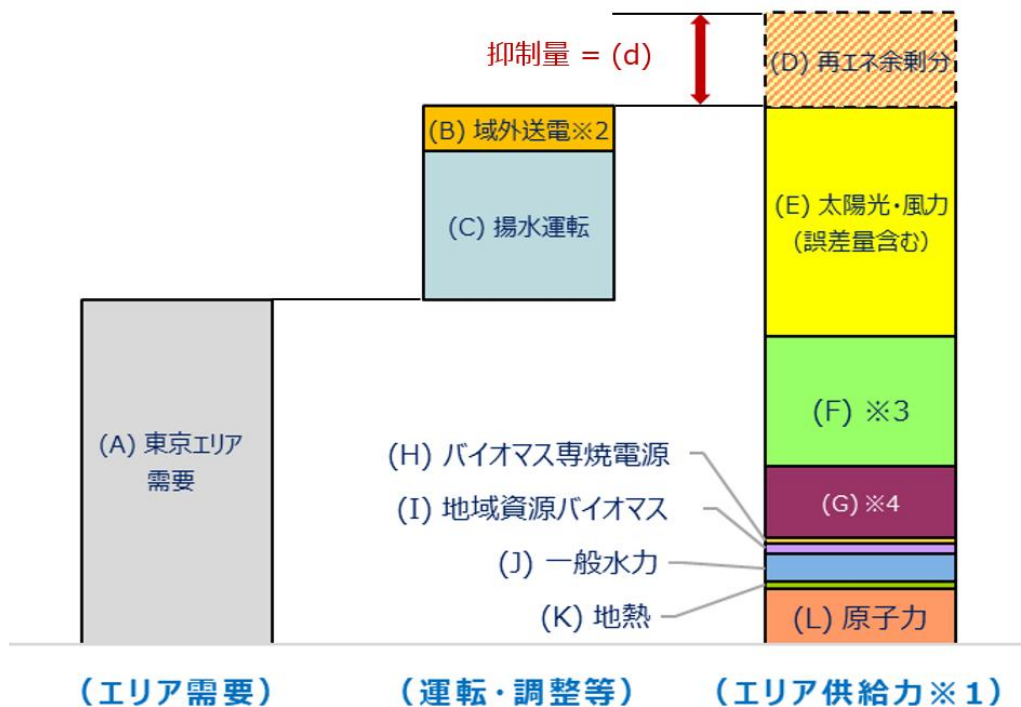 抑制量 = (d)
(D) 再エネ余剰分
(B) 域外送電※2
(C) 揚水運転
(E) 太陽光・風力
(誤差量含む)
(A) 東京エリア
需要
(F) ※3
(G) ※4
(H) バイオマス専焼電源
(I) 地域資源バイオマス
(J) 一般水力
(K) 地熱
(L) 原子力
(エリア需要)
(運転・調整等)
(エリア供給力※1)